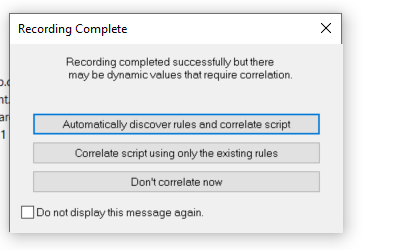 Recording Complete
Recording completed successfully but there
may be dynamic values that require correlation.
Automatically discover rules and correlate script
Correlate script using only the existing rules
Don't correlate now
Do not display this message again.